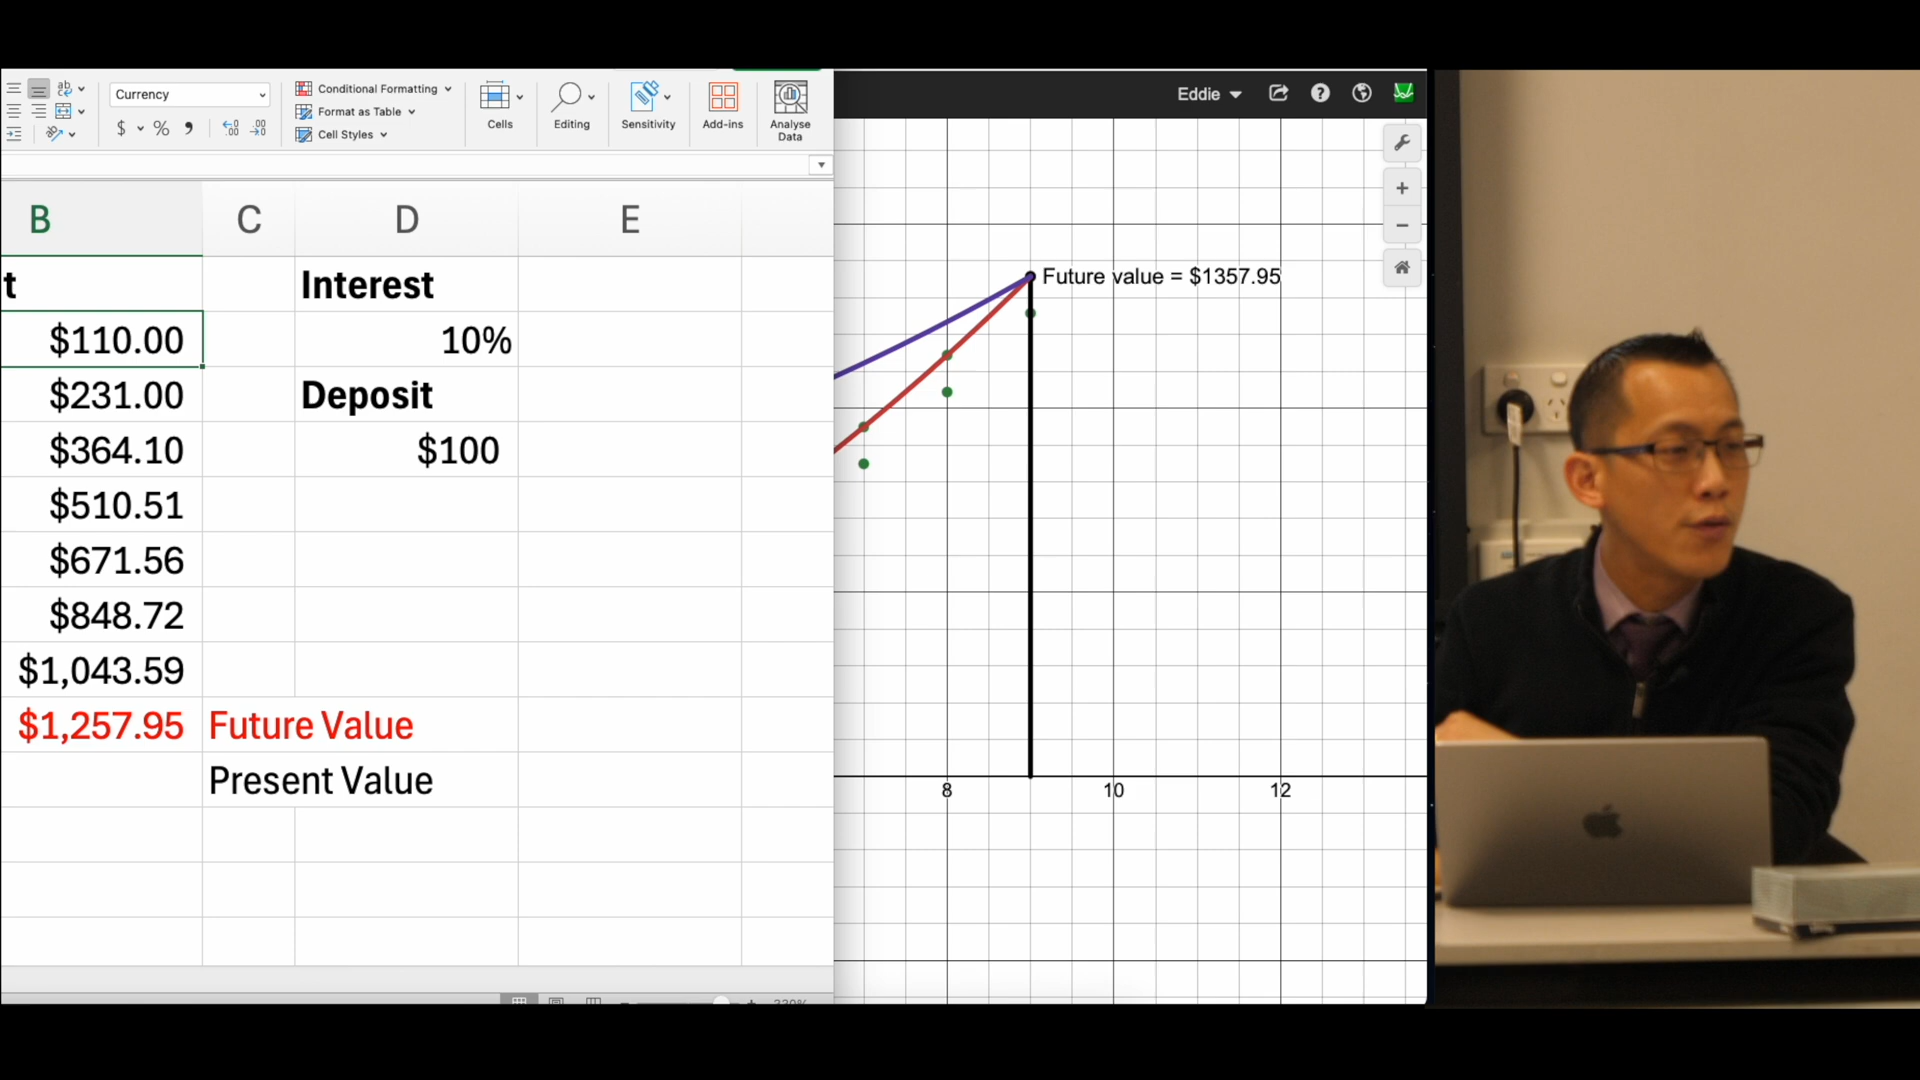 Currency
Conditional Formatting
Format as Table
Cell Styles
$ % 9
Cells
Editing
Sensitivity
Add-ins
Analyse
Data
Eddie
B C D E
t Interest
$110.00 10%
$231.00 Deposit
$364.10 $100
$510.51
$671.56
$848.72
$1,043.59
$1,257.95 Future Value
Present Value
Future value = $1357.95
8 10 12